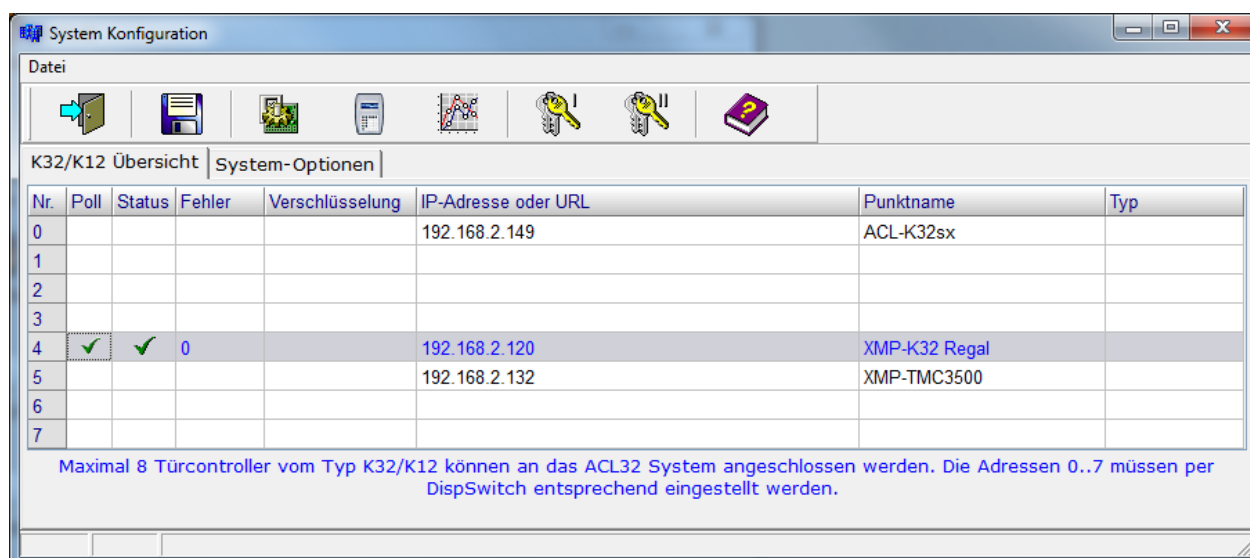 System Konfiguration
Datei
I II ?
K32/K12 Übersicht System-Optionen
Nr. Poll Status Fehler Verschlüsselung IP-Adresse oder URL Punktname Typ
0 192.168.2.149 ACL-K32sx
1
2
3
4 0 192.168.2.120 XMP-K32 Regal
5 192.168.2.132 XMP-TMC3500
6
7
Maximal 8 Türcontroller vom Typ K32/K12 können an das ACL32 System angeschlossen werden. Die Adressen 0..7 müssen per
DispSwitch entsprechend eingestellt werden.